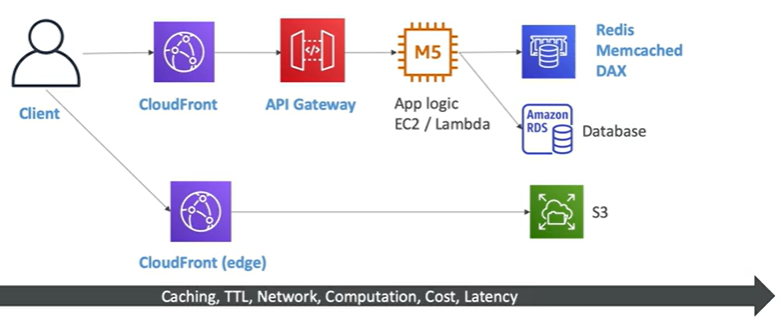 Client
CloudFront
</>
API Gateway
M5
App logic
EC2 / Lambda
Redis
Memcached
DAX
Amazon
RDS
Database
CloudFront (edge)
S3
Caching, TTL, Network, Computation, Cost, Latency